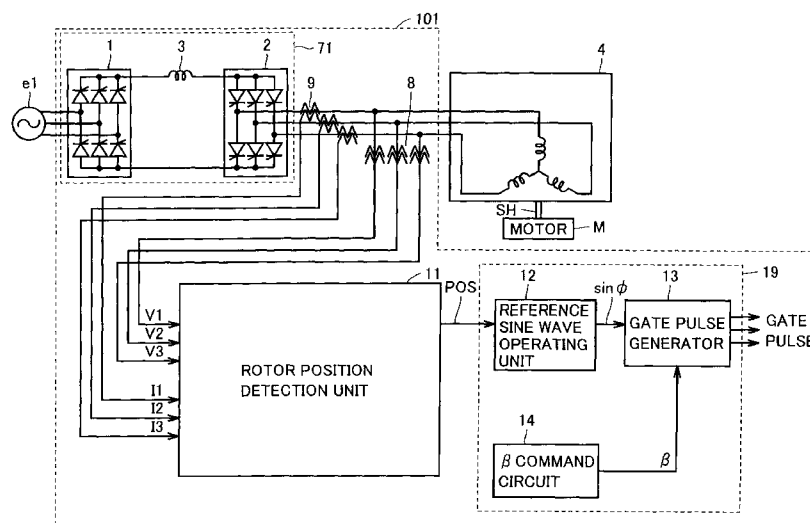 101
71
1
3
2
4
e1
9
8
SH
MOTOR
M
11
POS
12
sin ϕ
13
19
V1
V2
V3
I1
I2
I3
ROTOR POSITION
DETECTION UNIT
REFERENCE
SINE WAVE
OPERATING
UNIT
GATE PULSE
GENERATOR
GATE
PULSE
14
β COMMAND
CIRCUIT
β